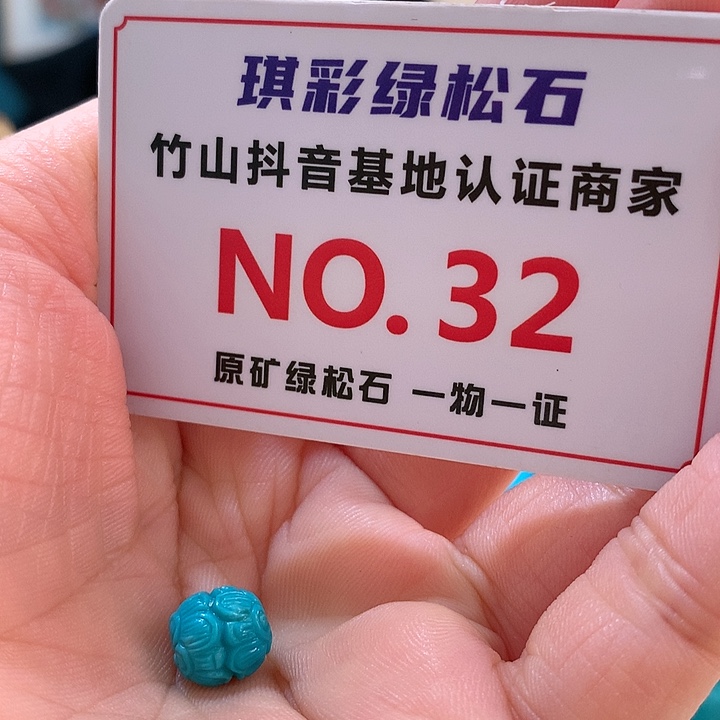 琪彩绿松石
竹山抖音基地认证商家
NO. 32
原矿绿松石 一物一证